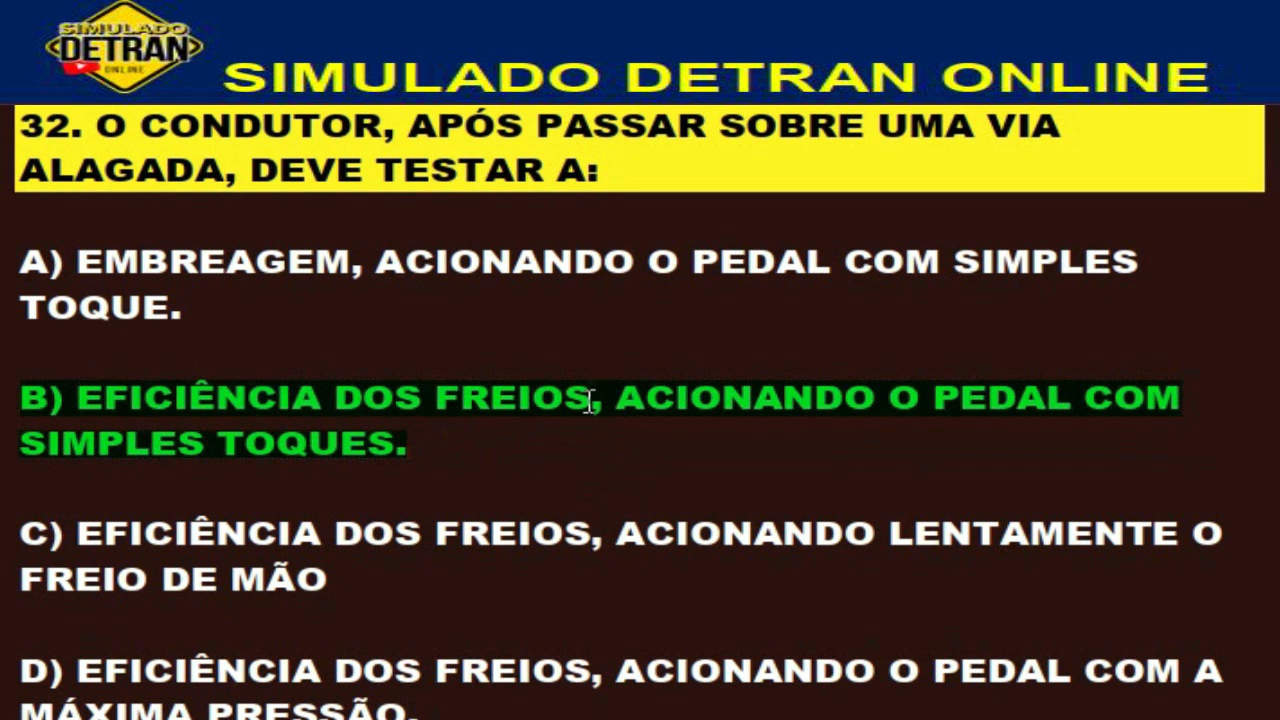 SIMULADO
DETRAN
ONLINE
SIMULADO DETRAN ONLINE
32. O CONDUTOR, APÓS PASSAR SOBRE UMA VIA
ALAGADA, DEVE TESTAR A:
A) EMBREAGEM, ACIONANDO O PEDAL COM SIMPLES
TOQUE.
B) EFICIÊNCIA DOS FREIOS, ACIONANDO O PEDAL COM
SIMPLES TOQUES.
C) EFICIÊNCIA DOS FREIOS, ACIONANDO LENTAMENTE O
FREIO DE MÃO
D) EFICIÊNCIA DOS FREIOS, ACIONANDO O PEDAL COM A
MÁXIMA PRESSÃO.